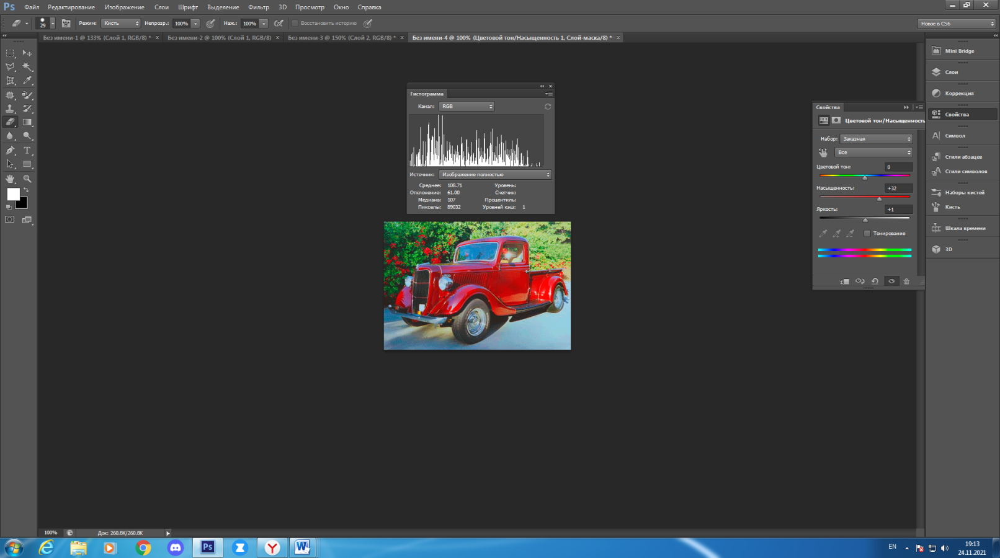 Ps Файл Редактирование Изображение Слои Шрифт Выделение Фильтр 3D Просмотр Окно Справка
29 Режим: Кисть Непрозр.: 100% Наж.: 100% Восстановить историю Новое в CS6
Без имени-1 @ 133% (Слой 1, RGB/8) * × Без имени-2 @ 100% (Слой 1, RGB/8) × Без имени-3 @ 150% (Слой 2, RGB/8) * × Без имени-4 @ 100% (Цветовой тон/Насыщенность 1, Слой-маска/8) * ×
Гистограмма
Канал: RGB
Источник: Изображение полностью
Среднее: 108.71 Уровень:
Отклонение: 61.00 Счетчик:
Медиана: 107 Процентиль:
Пикселы: 89032 Уровней кэш: 1
Свойства
Цветовой тон/Насыщенность
Набор: Заказная
Все
Цветовой тон: 0
Насыщенность: +32
Яркость: +1
Тонирование
Mini Bridge
Слои
Коррекция
Свойства
Символ
Стили абзацев
Стили символов
Наборы кистей
Кисть
Шкала времени
3D
100% Док: 260.8K/260.8K
EN
19:13
24.11.2021